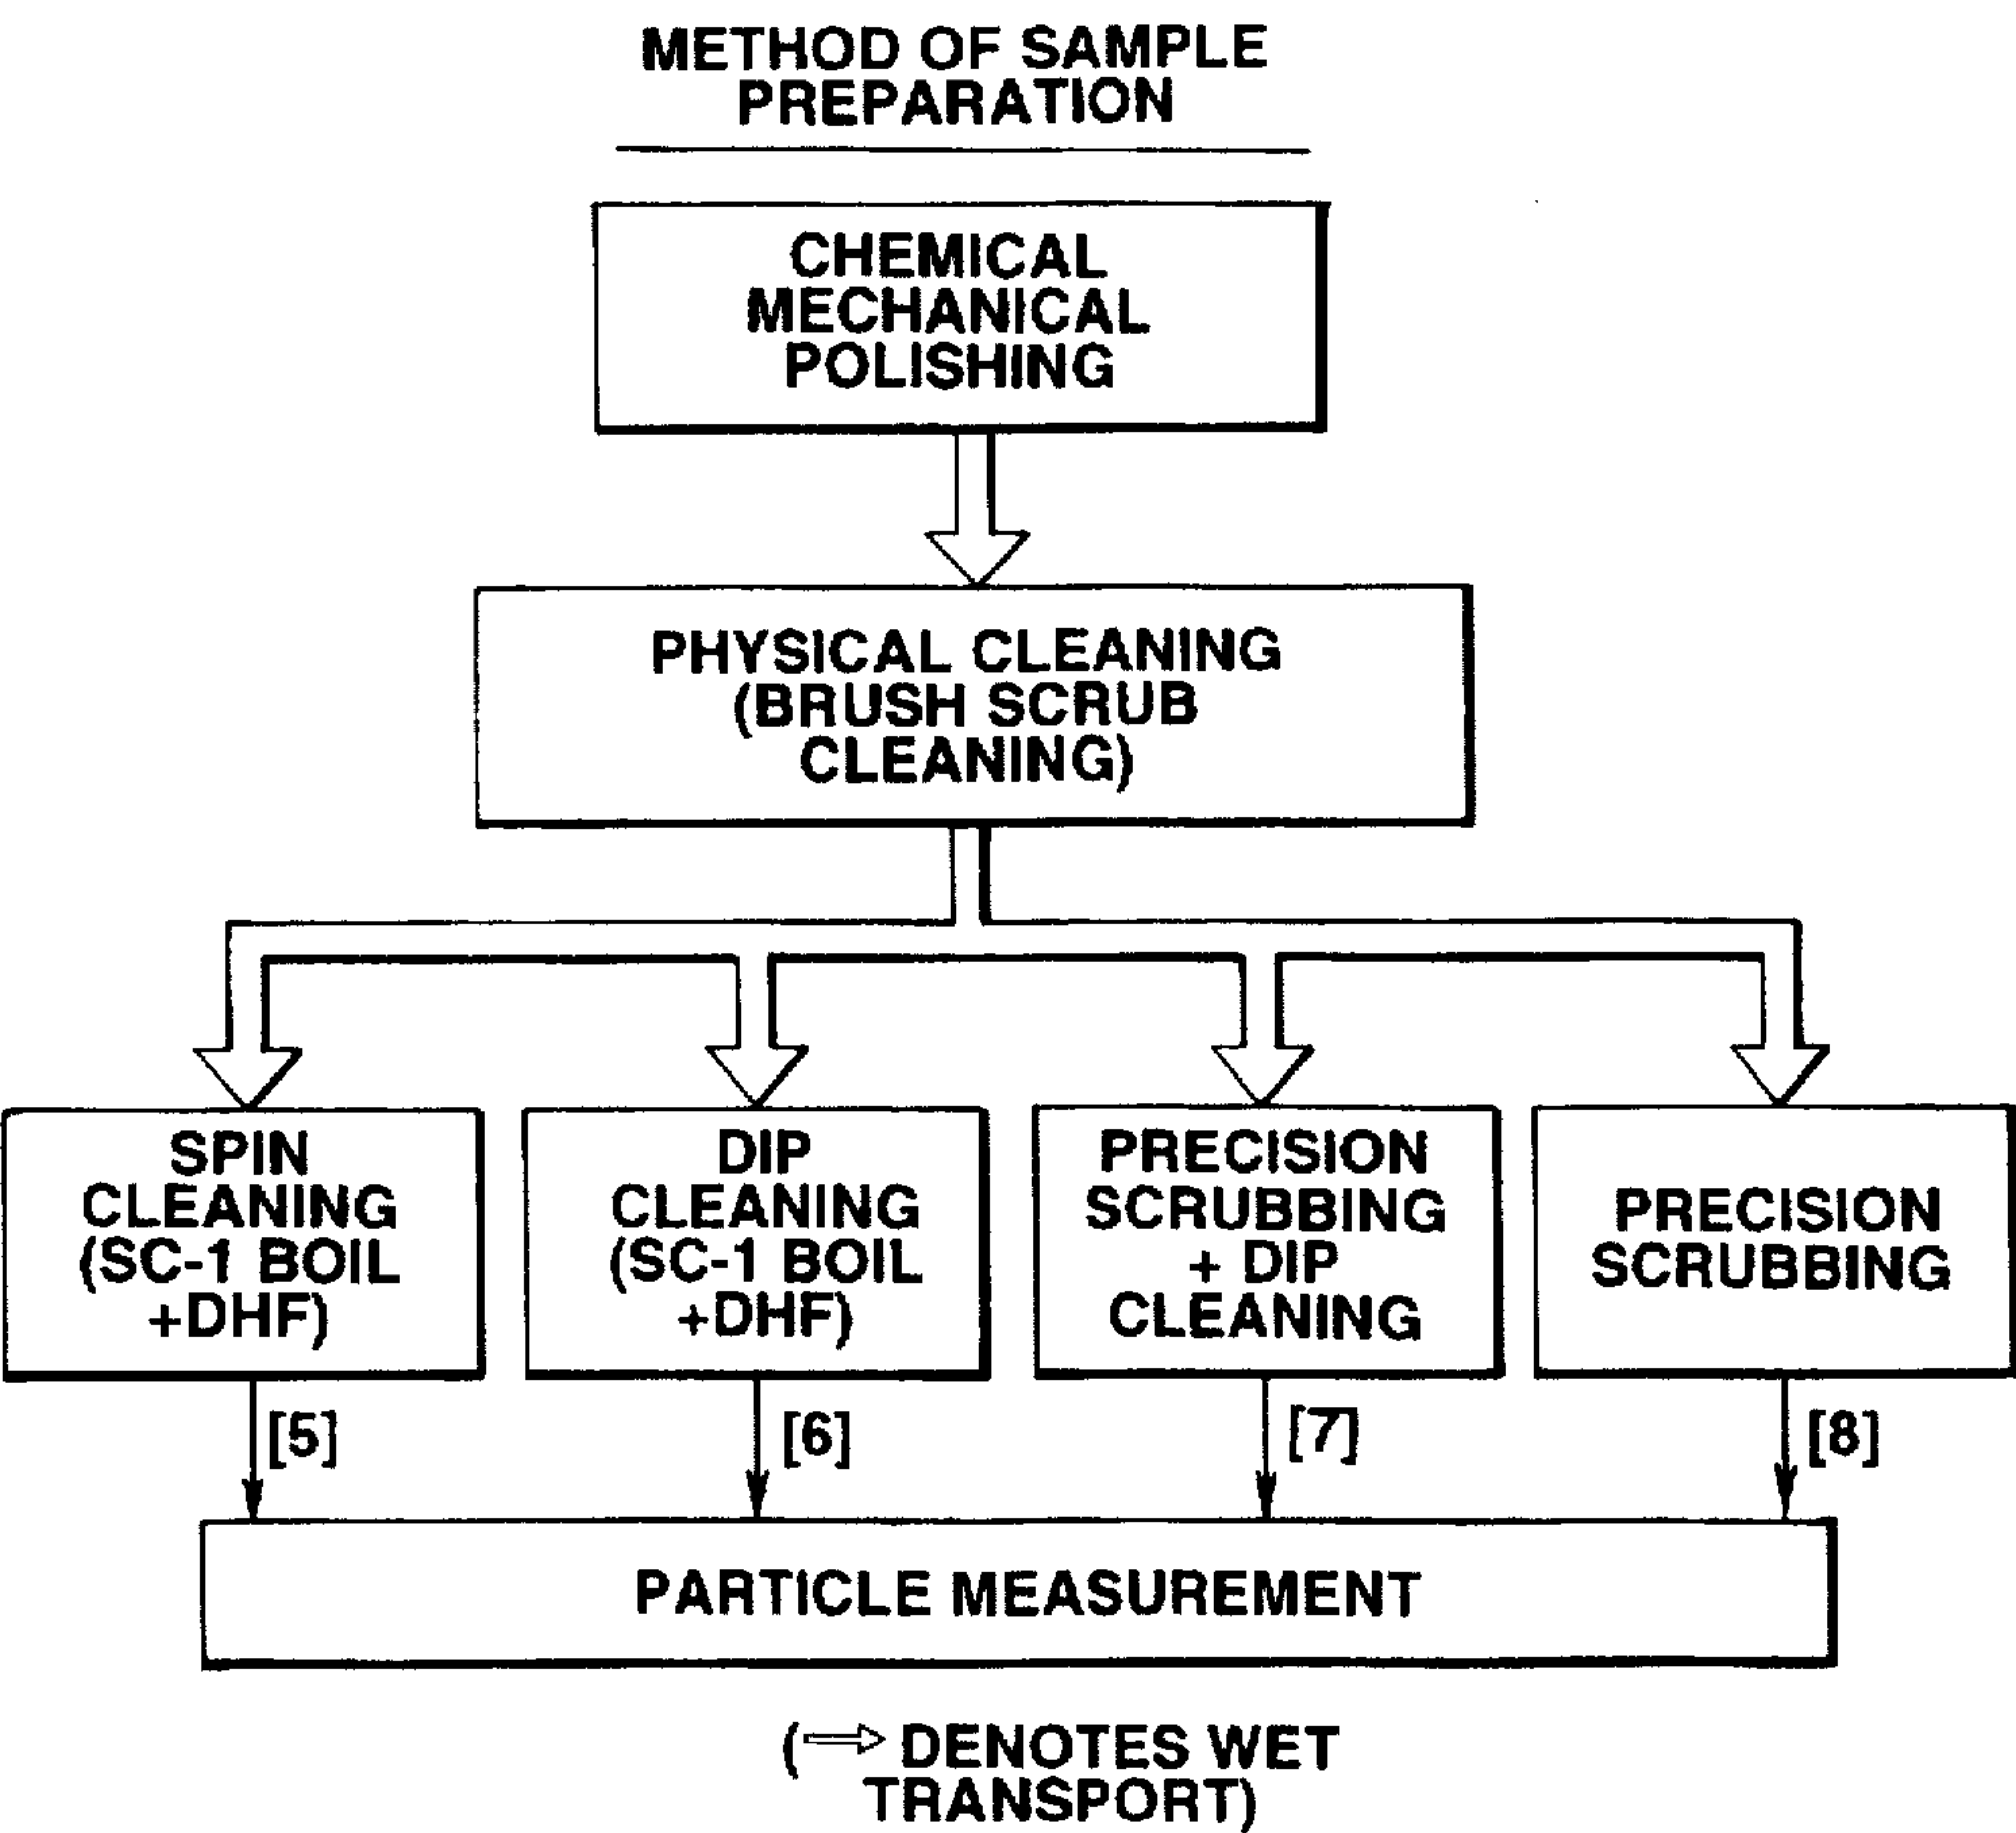 METHOD OF SAMPLE
PREPARATION
CHEMICAL
MECHANICAL
POLISHING
PHYSICAL CLEANING
(BRUSH SCRUB
CLEANING)
SPIN
CLEANING
(SC-1 BOIL
+DHF)
DIP
CLEANING
(SC-1 BOIL
+DHF)
PRECISION
SCRUBBING
+ DIP
CLEANING
PRECISION
SCRUBBING
[5]
[6]
[7]
[8]
PARTICLE MEASUREMENT
(⇨ DENOTES WET
TRANSPORT)